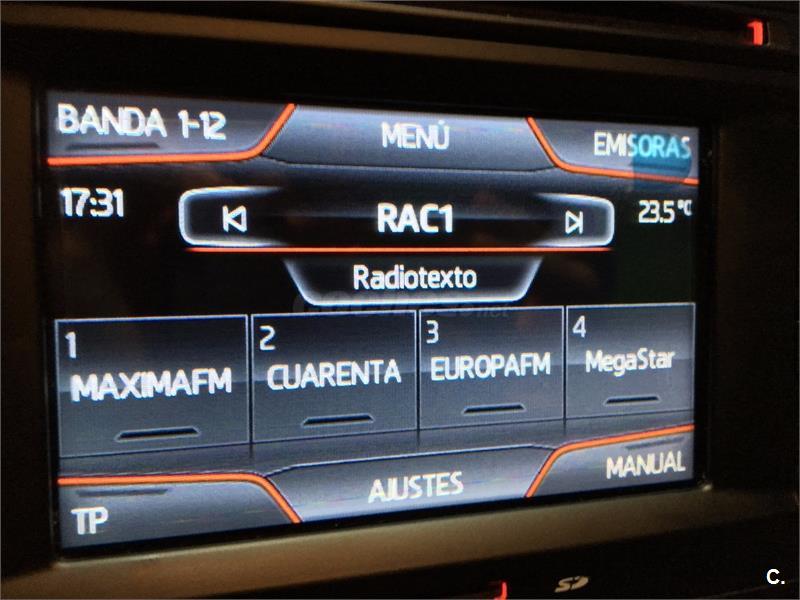 BANDA 1-12
MENÚ
EMISORAS
17:31
RAC1
23.5 °C
Radiotexto
1
MAXIMAFM
2
CUARENTA
3
EUROPAFM
4
MegaStar
TP
AJUSTES
MANUAL
SD
C.